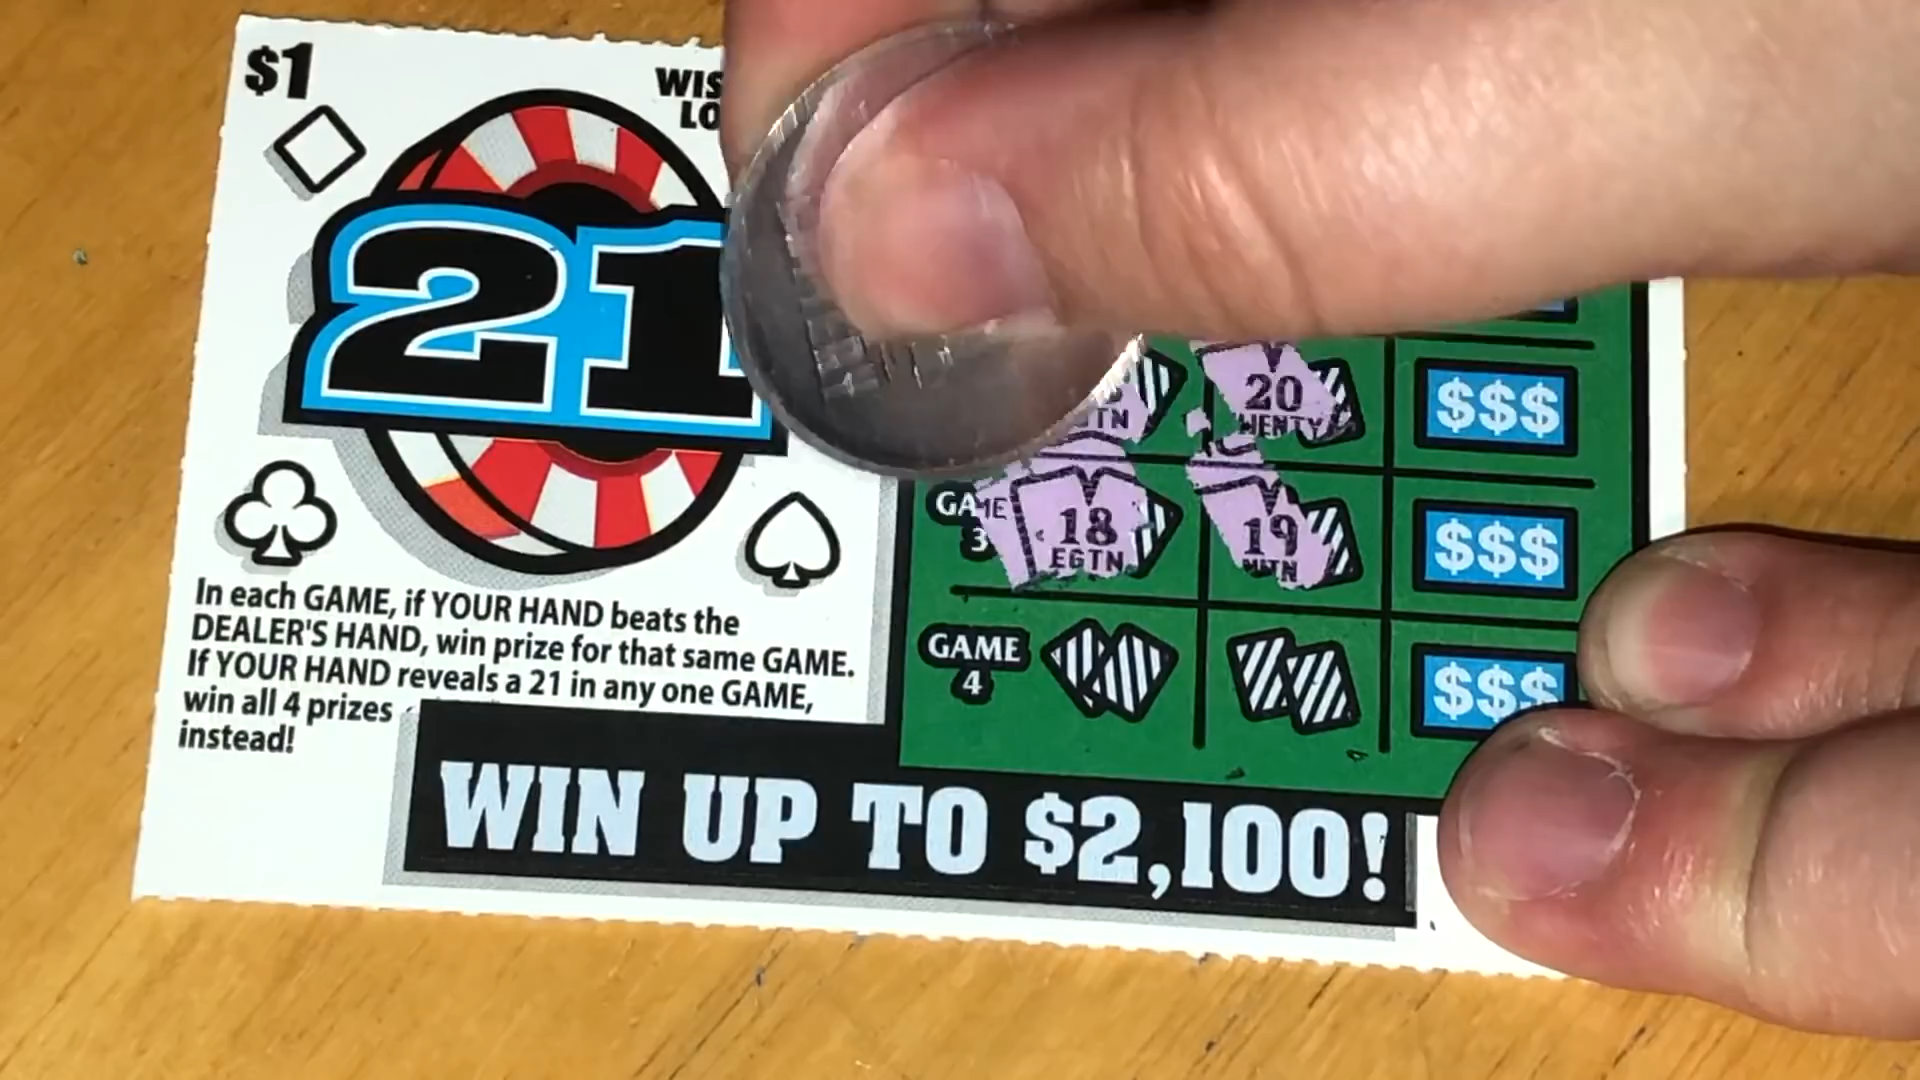 $1
21
In each GAME, if YOUR HAND beats the
DEALER'S HAND, win prize for that same GAME.
If YOUR HAND reveals a 21 in any one GAME,
win all 4 prizes
instead!
20
$$$
GAME
3
18
EGTN
19
$$$
GAME
4
$$$
WIN UP TO $2,100!